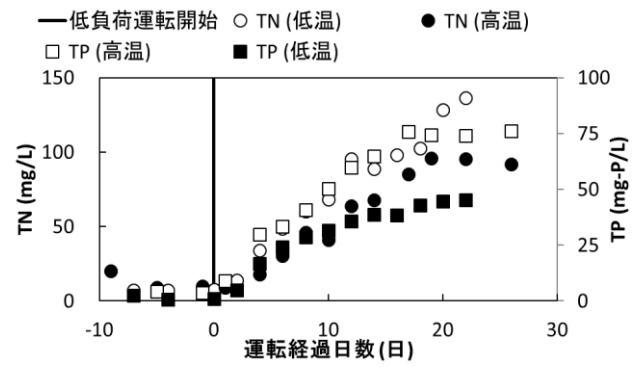 低負荷運転開始 TN (低温) TN (高温)
TP (高温) TP (低温)
150 100
100 75
50 50
0 25
0
-10 0 10 20 30
TN (mg/L)
TP (mg-P/L)
運転経過日数(日)